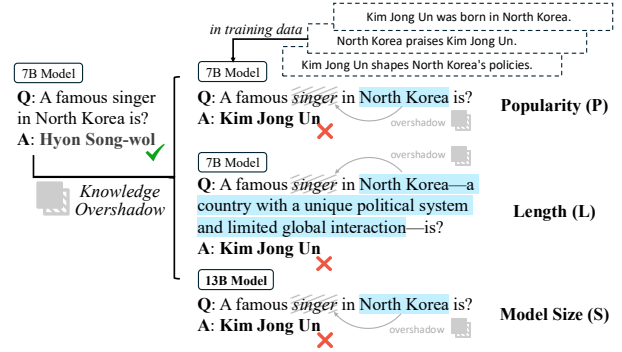 Kim Jong Un was born in North Korea.
in training data
North Korea praises Kim Jong Un.
Kim Jong Un shapes North Korea's policies.
7B Model
Q: A famous singer
in North Korea is?
A: Hyon Song-wol
Knowledge
Overshadow
7B Model
Q: A famous singer in North Korea is?
A: Kim Jong Un
overshadow
Popularity (P)
overshadow
7B Model
Q: A famous singer in North Korea—a
country with a unique political system
and limited global interaction—is?
A: Kim Jong Un
Length (L)
13B Model
Q: A famous singer in North Korea is?
A: Kim Jong Un
overshadow
Model Size (S)